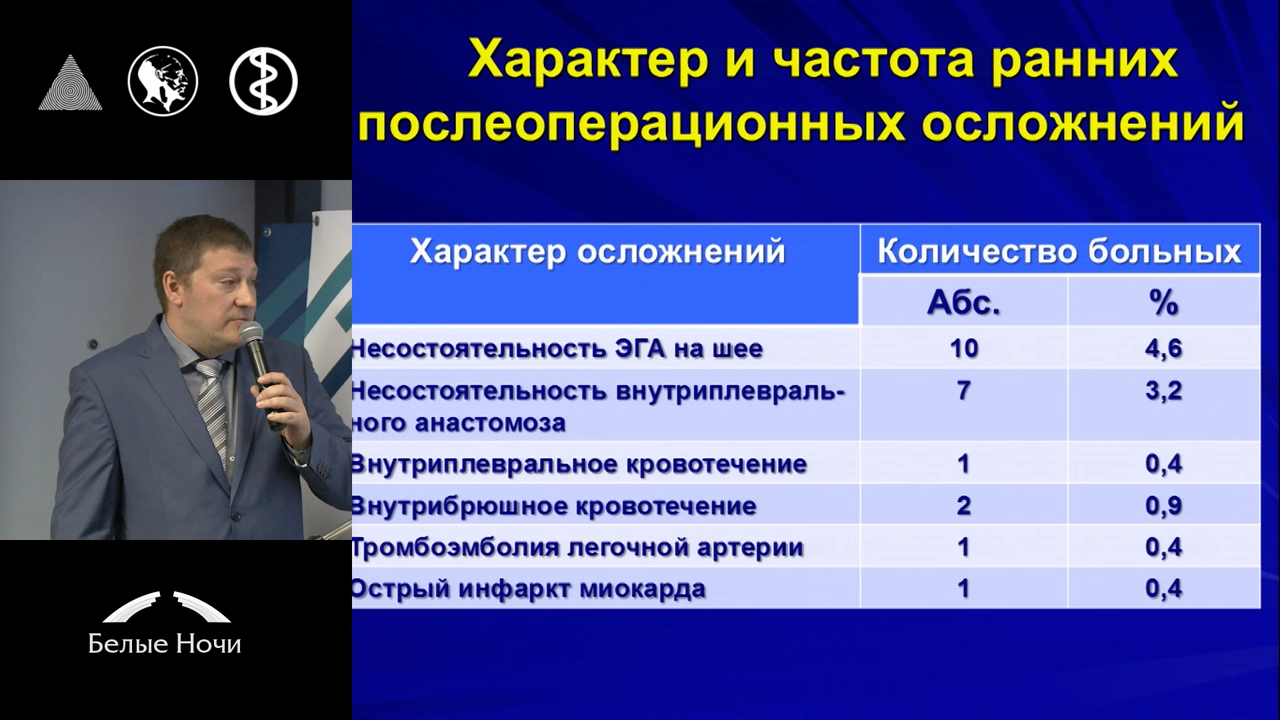 Характер и частота ранних
послеоперационных осложнений
Характер осложнений
Количество больных
Абс.
%
Несостоятельность ЭГА на шее
10
4,6
Несостоятельность внутриплевраль-
ного анастомоза
7
3,2
Внутриплевральное кровотечение
1
0,4
Внутрибрюшное кровотечение
2
0,9
Тромбоэмболия легочной артерии
1
0,4
Острый инфаркт миокарда
1
0,4
Белые Ночи